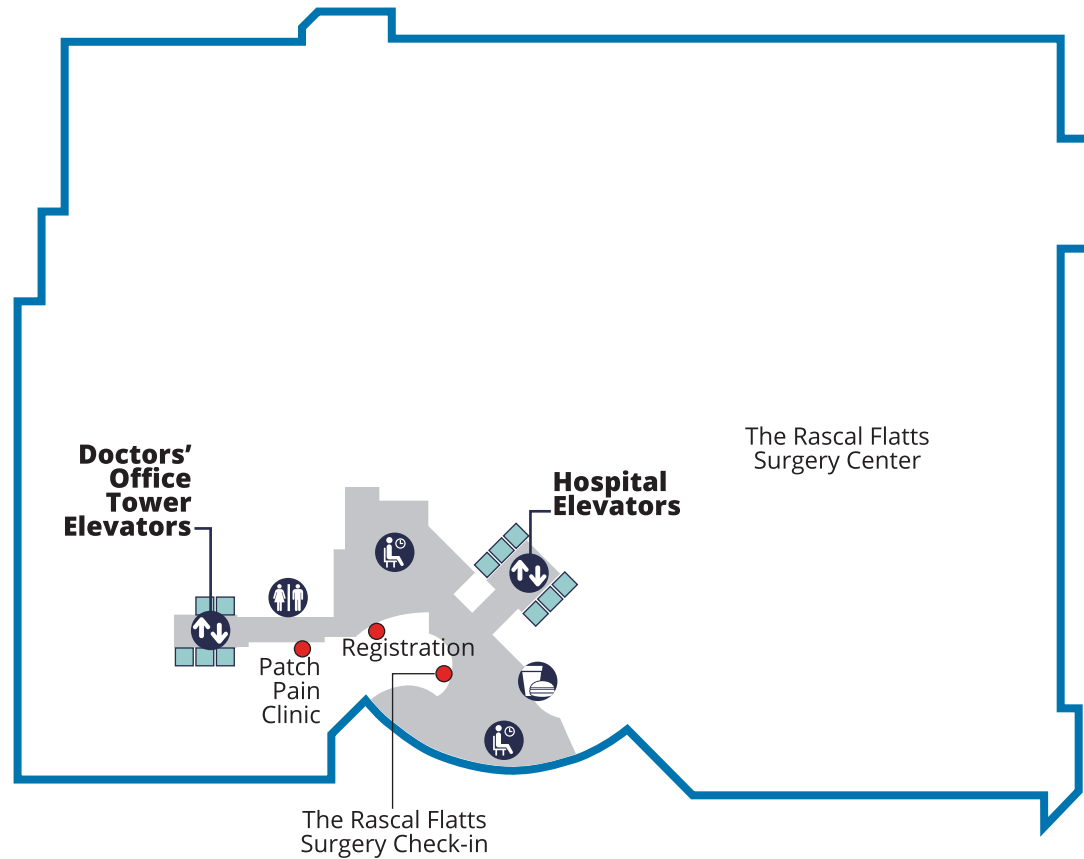 The Rascal Flatts
Surgery Center
Doctors’
Office
Tower
Elevators
Hospital
Elevators
Registration
Patch
Pain
Clinic
The Rascal Flatts
Surgery Check-in